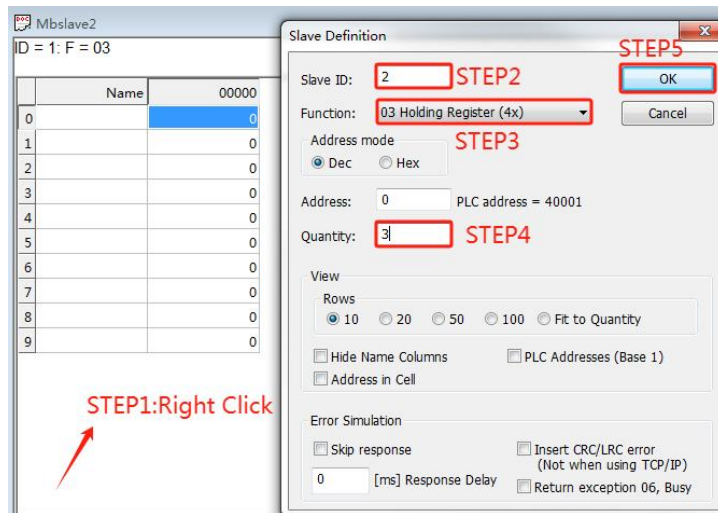 Mbslave2
ID = 1: F = 03
Name 00000
0 0
1 0
2 0
3 0
4 0
5 0
6 0
7 0
8 0
9 0
STEP1:Right Click
Slave Definition
STEP5
Slave ID: 2 STEP2 OK
Function: 03 Holding Register (4x) Cancel
Address mode STEP3
Dec Hex
Address: 0 PLC address = 40001
Quantity: 3 STEP4
View
Rows
10 20 50 100 Fit to Quantity
Hide Name Columns PLC Addresses (Base 1)
Address in Cell
Error Simulation
Skip response Insert CRC/LRC error
(Not when using TCP/IP)
0 [ms] Response Delay Return exception 06, Busy